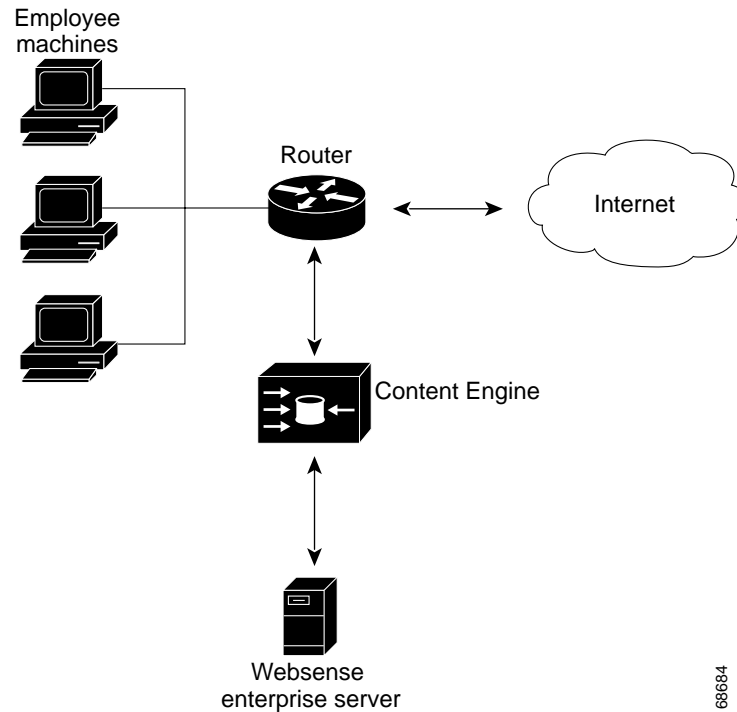 Employee
machines
Router
Internet
Content Engine
Websense
enterprise server
68684